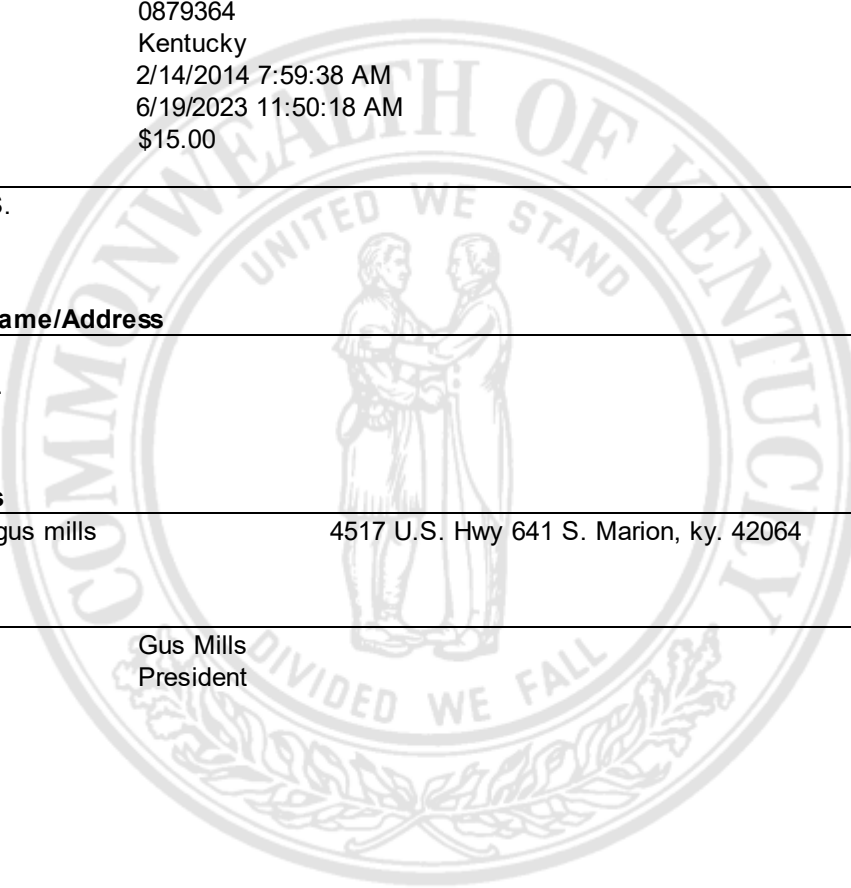 0879364
Kentucky
2/14/2014 7:59:38 AM
6/19/2023 11:50:18 AM
$15.00
COMMONWEALTH OF KENTUCKY
UNITED WE STAND
S.
ame/Address
s
gus mills 4517 U.S. Hwy 641 S. Marion, ky. 42064
Gus Mills
President
DIVIDED WE FALL